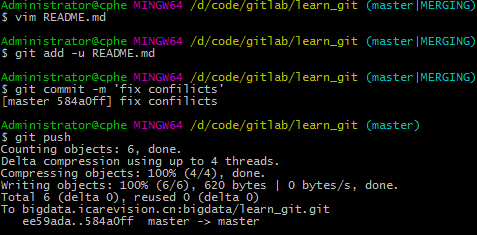 Administrator@cphe MINGW64 /d/code/gitlab/learn_git (master|MERGING)
$ vim README.md
Administrator@cphe MINGW64 /d/code/gitlab/learn_git (master|MERGING)
$ git add -u README.md
Administrator@cphe MINGW64 /d/code/gitlab/learn_git (master|MERGING)
$ git commit -m 'fix confilicts'
[master 584a0ff] fix confilicts
Administrator@cphe MINGW64 /d/code/gitlab/learn_git (master)
$ git push
Counting objects: 6, done.
Delta compression using up to 4 threads.
Compressing objects: 100% (4/4), done.
Writing objects: 100% (6/6), 620 bytes | 0 bytes/s, done.
Total 6 (delta 0), reused 0 (delta 0)
To bigdata.icarevision.cn:bigdata/learn_git.git
   ee59ada..584a0ff  master -> master